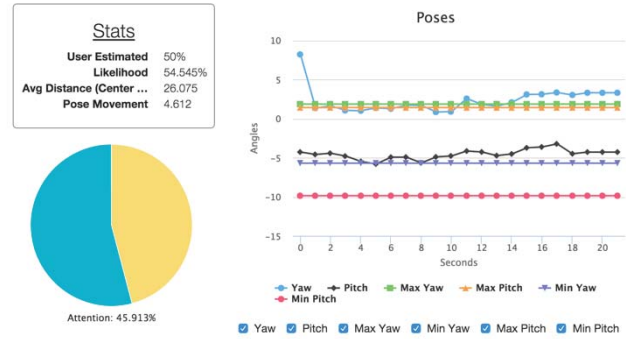 Stats
User Estimated 50%
Likelihood 54.545%
Avg Distance (Center ... 26.075
Pose Movement 4.612
Attention: 45.913%
Poses
10
5
0
-5
-10
-15
Angles
0 2 4 6 8 10 12 14 16 18 20
Seconds
Yaw Pitch Max Yaw Max Pitch Min Yaw
Min Pitch
Yaw Pitch Max Yaw Min Yaw Max Pitch Min Pitch